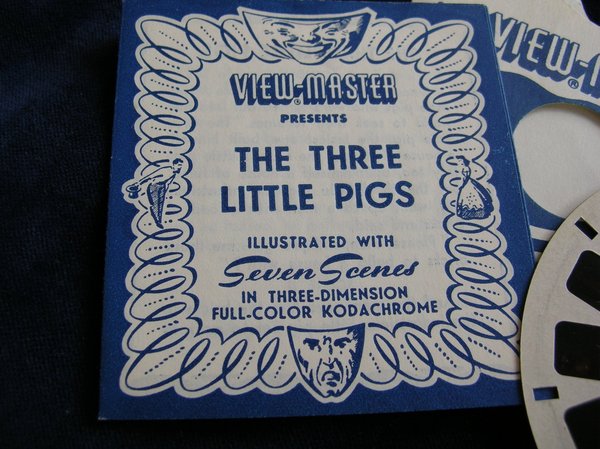 VIEW-MASTER
®
PRESENTS
THE THREE
LITTLE PIGS
ILLUSTRATED WITH
Seven Scenes
IN THREE-DIMENSION
FULL-COLOR KODACHROME
VIEW-M
®